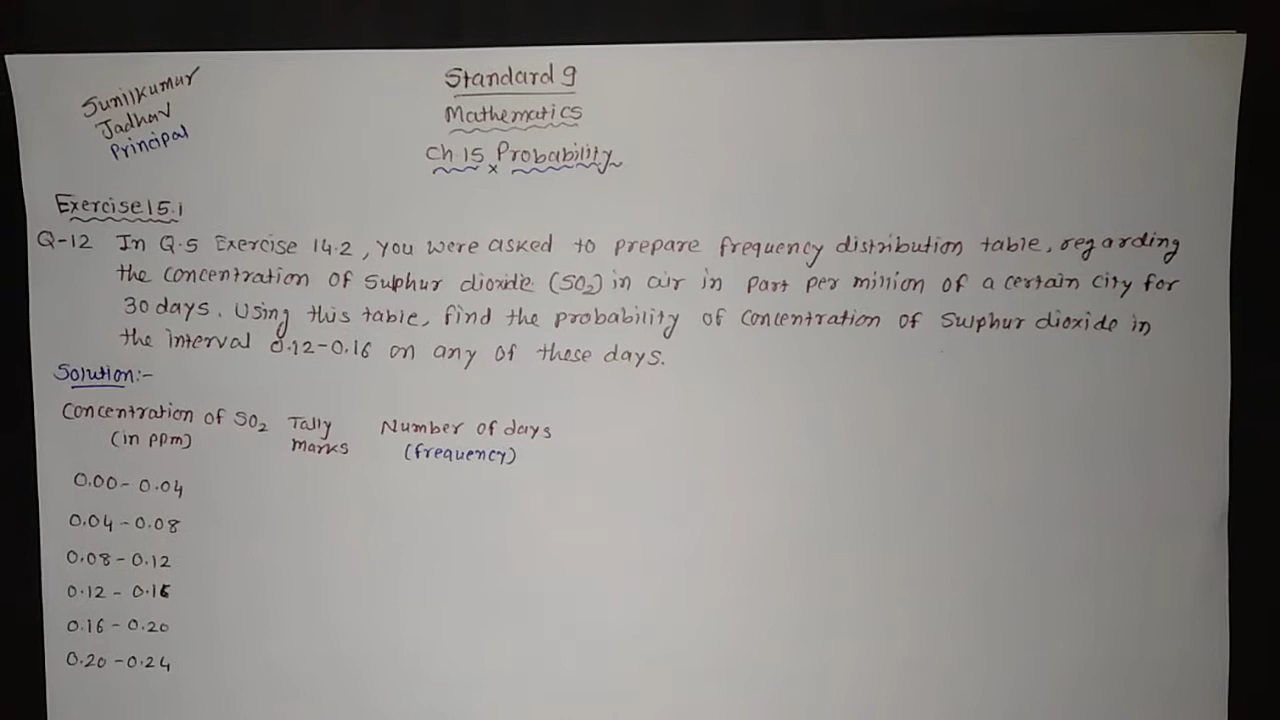 Sunilkumar
Jadhav
Principal
Standard 9
Mathematics
Ch.15 Probability
x
Exercise 15.1
Q-12 In Q.5 Exercise 14.2, you were asked to prepare frequency distribution table, regarding
the concentration of Sulphur dioxide (SO₂) in air in Part per million of a certain city for
30 days. Using this table, find the probability of concentration of Sulphur dioxide in
the interval 0.12-0.16 on any of these days.
Solution:-
Concentration of SO₂ Tally Number of days
(in ppm) marks (frequency)
0.00-0.04
0.04-0.08
0.08-0.12
0.12-0.16
0.16-0.20
0.20-0.24